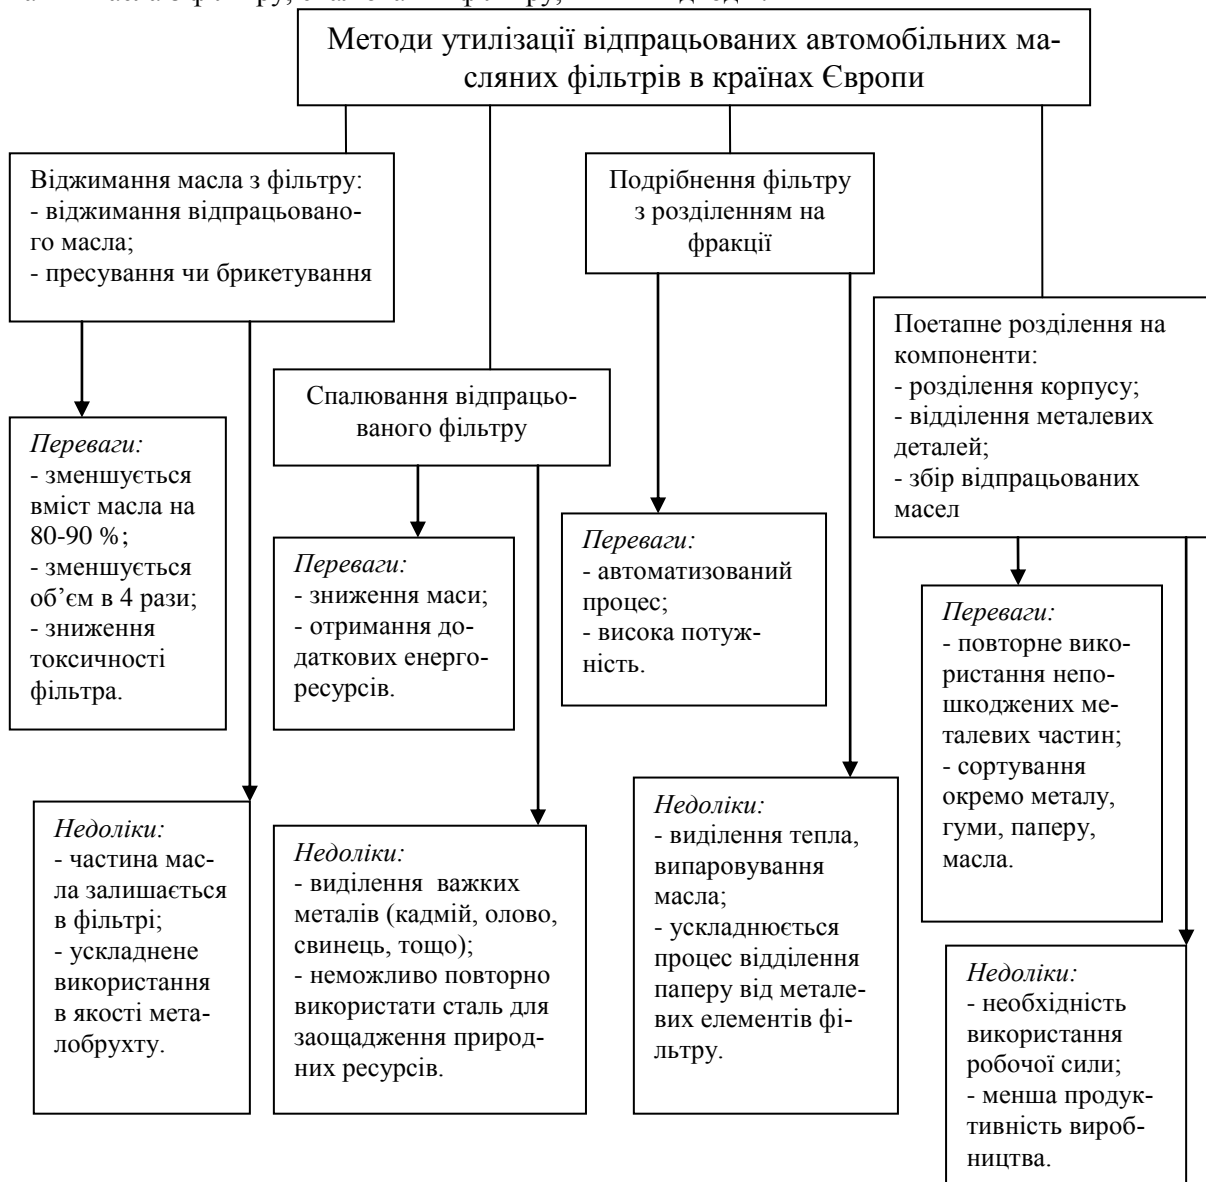 Методи утилізації відпрацьованих автомобільних ма-
сляних фільтрів в країнах Європи
Віджимання масла з фільтру:
- віджимання відпрацьовано-
го масла;
- пресування чи брикетування
Подрібнення фільтру
з розділенням на
фракції
Поетапне розділення на
компоненти:
- розділення корпусу;
- відділення металевих
деталей;
- збір відпрацьованих
масел
Спалювання відпрацьо-
ваного фільтру
Переваги:
- зменшується
вміст масла на
80-90 %;
- зменшується
об’єм в 4 рази;
- зниження
токсичності
фільтра.
Переваги:
- зниження маси;
- отримання до-
даткових енерго-
ресурсів.
Переваги:
- автоматизований
процес;
- висока потуж-
ність.
Переваги:
- повторне вико-
ристання непо-
шкоджених ме-
талевих частин;
- сортування
окремо металу,
гуми, паперу,
масла.
Недоліки:
- частина мас-
ла залишається
в фільтрі;
- ускладнене
використання
в якості мета-
лобрухту.
Недоліки:
- виділення  важких
металів (кадмій, олово,
свинець, тощо);
- неможливо повторно
використати сталь для
заощадження природ-
них ресурсів.
Недоліки:
- виділення тепла,
випаровування
масла;
- ускладнюється
процес відділення
паперу від метале-
вих елементів фі-
льтру.
Недоліки:
- необхідність
використання
робочої сили;
- менша продук-
тивність вироб-
ництва.